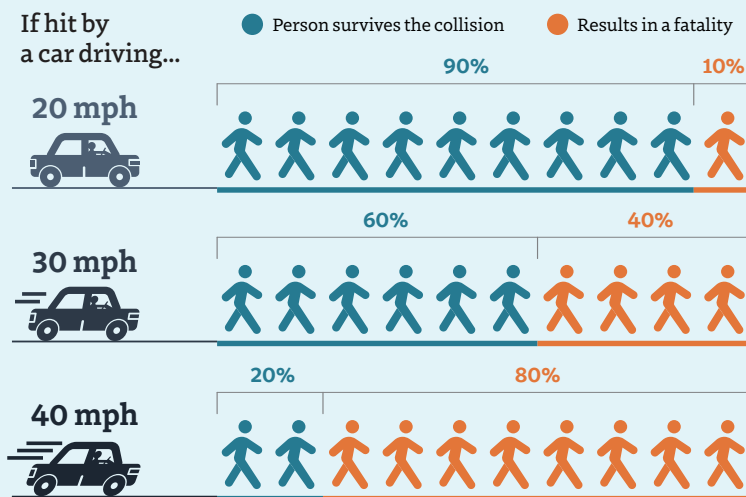 If hit by
a car driving...
Person survives the collision
Results in a fatality
90%
10%
20 mph
60%
40%
30 mph
20%
80%
40 mph